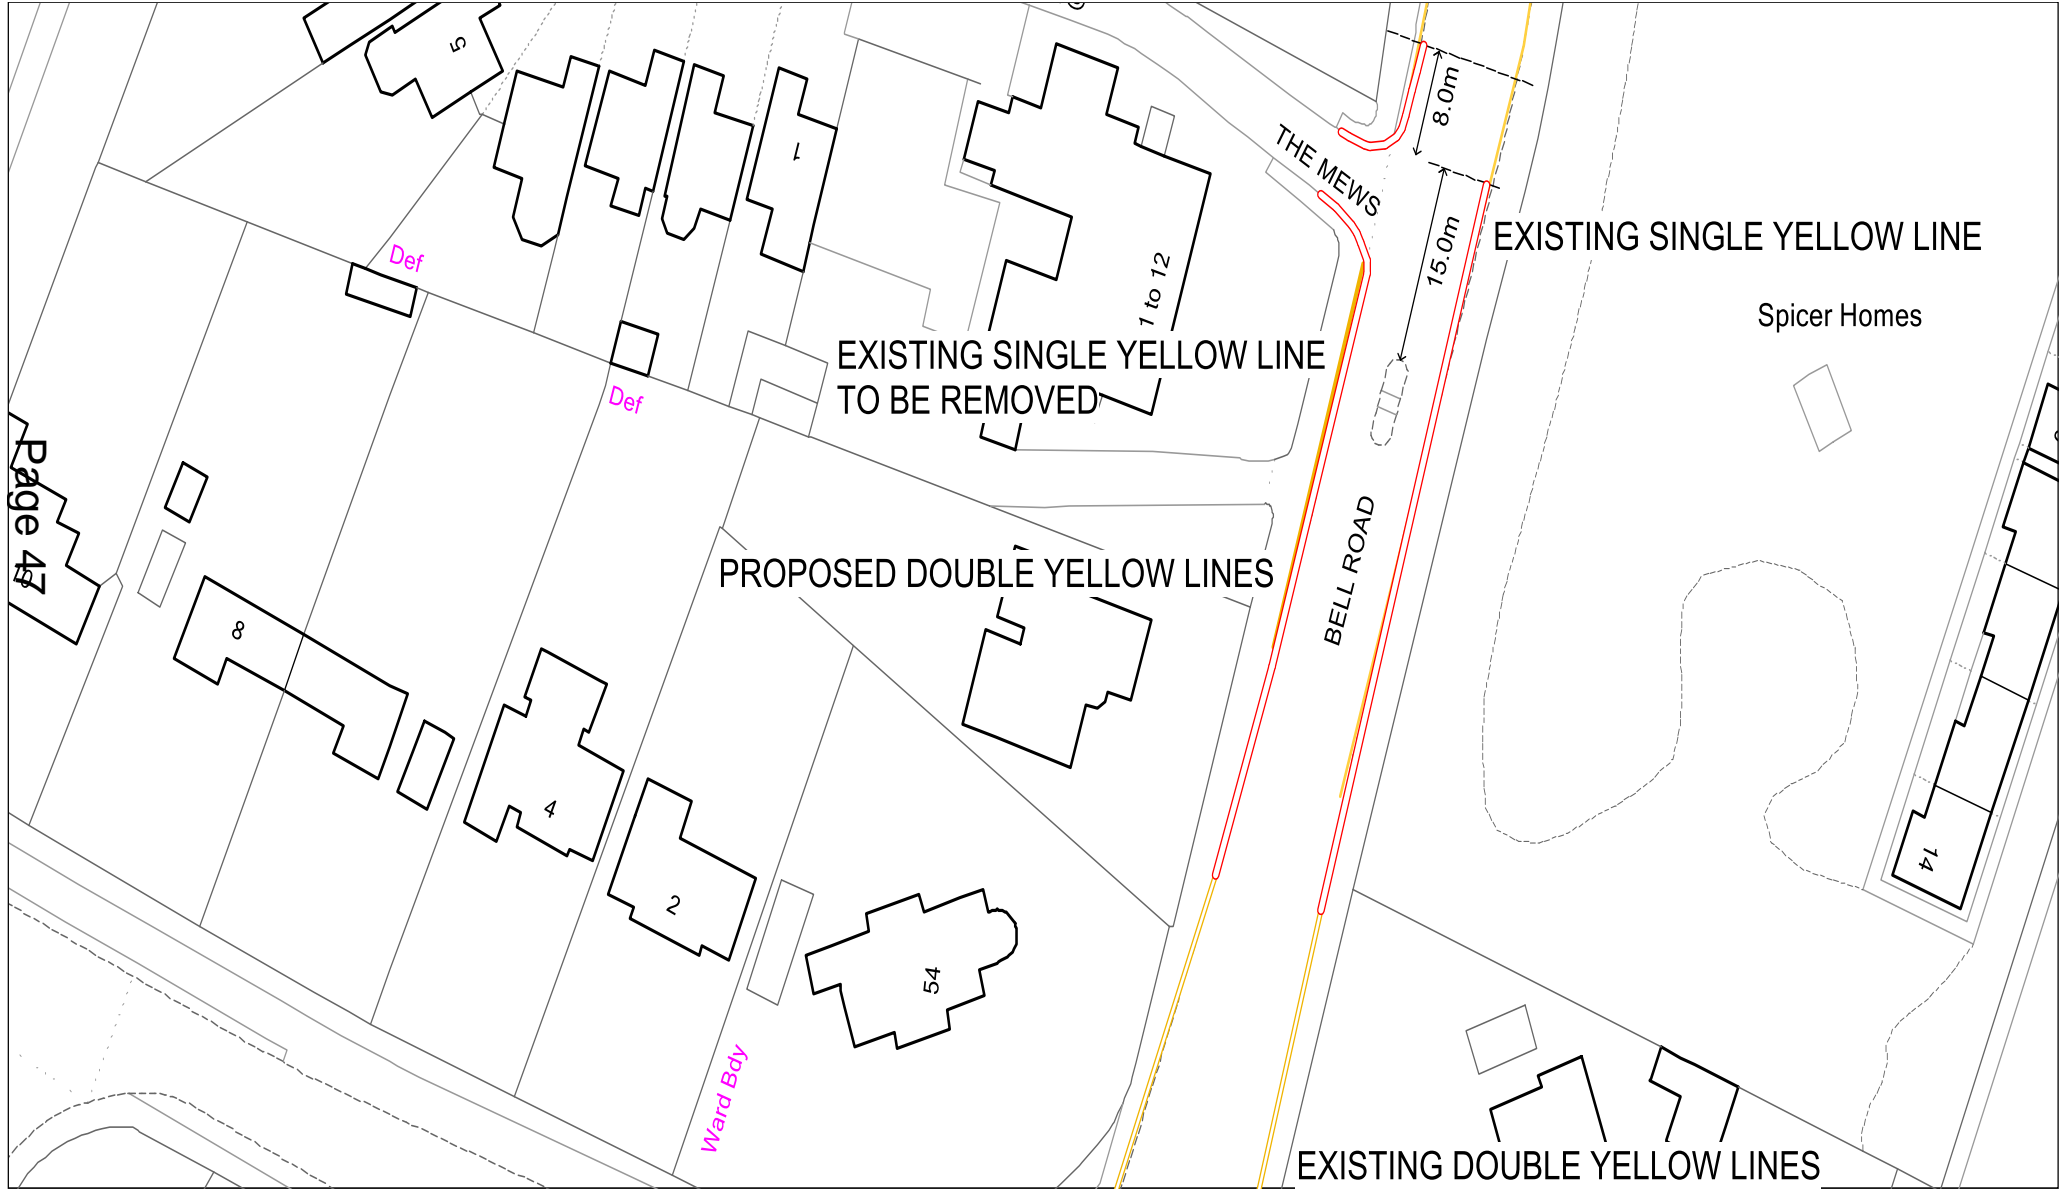 5
8.0m
THE MEWS
1
15.0m
EXISTING SINGLE YELLOW LINE
Def
1 to 12
Spicer Homes
EXISTING SINGLE YELLOW LINE
TO BE REMOVED
Def
Page 47
BELL ROAD
PROPOSED DOUBLE YELLOW LINES
8
4
14
2
54
Ward Bdy
EXISTING DOUBLE YELLOW LINES